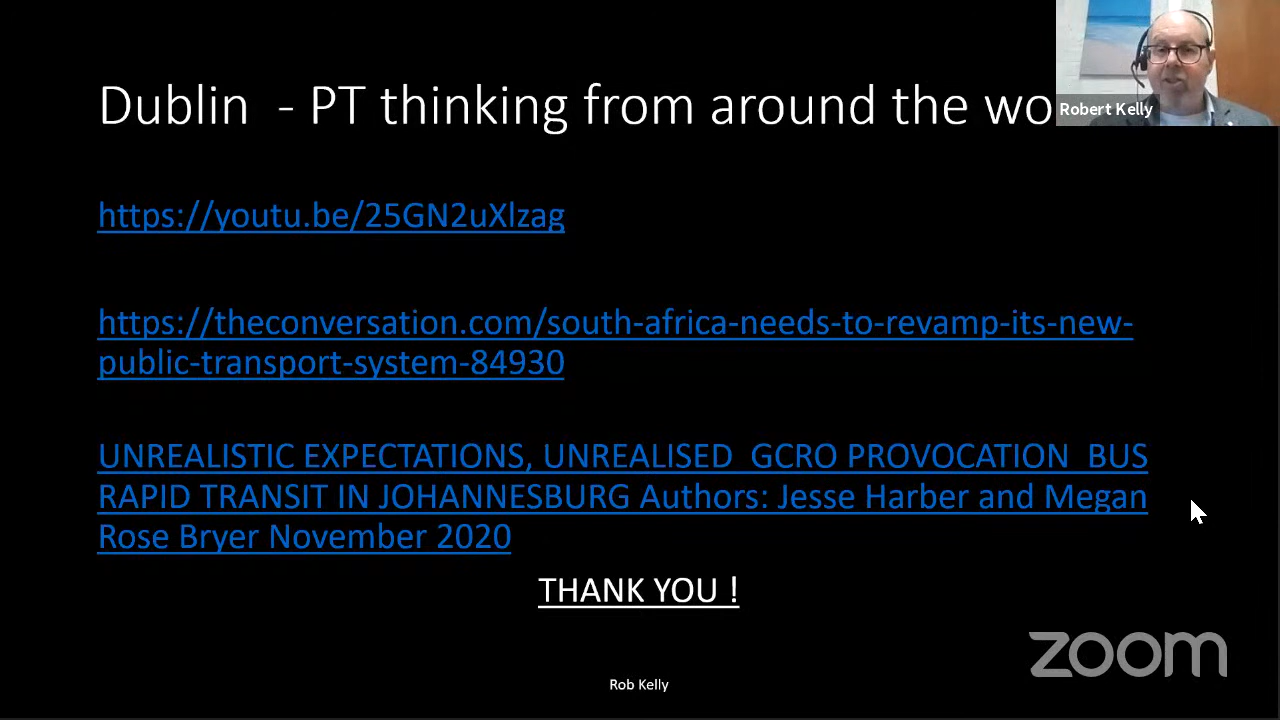 Dublin  - PT thinking from around the wo
Robert Kelly
https://youtu.be/25GN2uXlzag
https://theconversation.com/south-africa-needs-to-revamp-its-new-
public-transport-system-84930
UNREALISTIC EXPECTATIONS, UNREALISED  GCRO PROVOCATION  BUS
RAPID TRANSIT IN JOHANNESBURG Authors: Jesse Harber and Megan
Rose Bryer November 2020
THANK YOU !
zoom
Rob Kelly